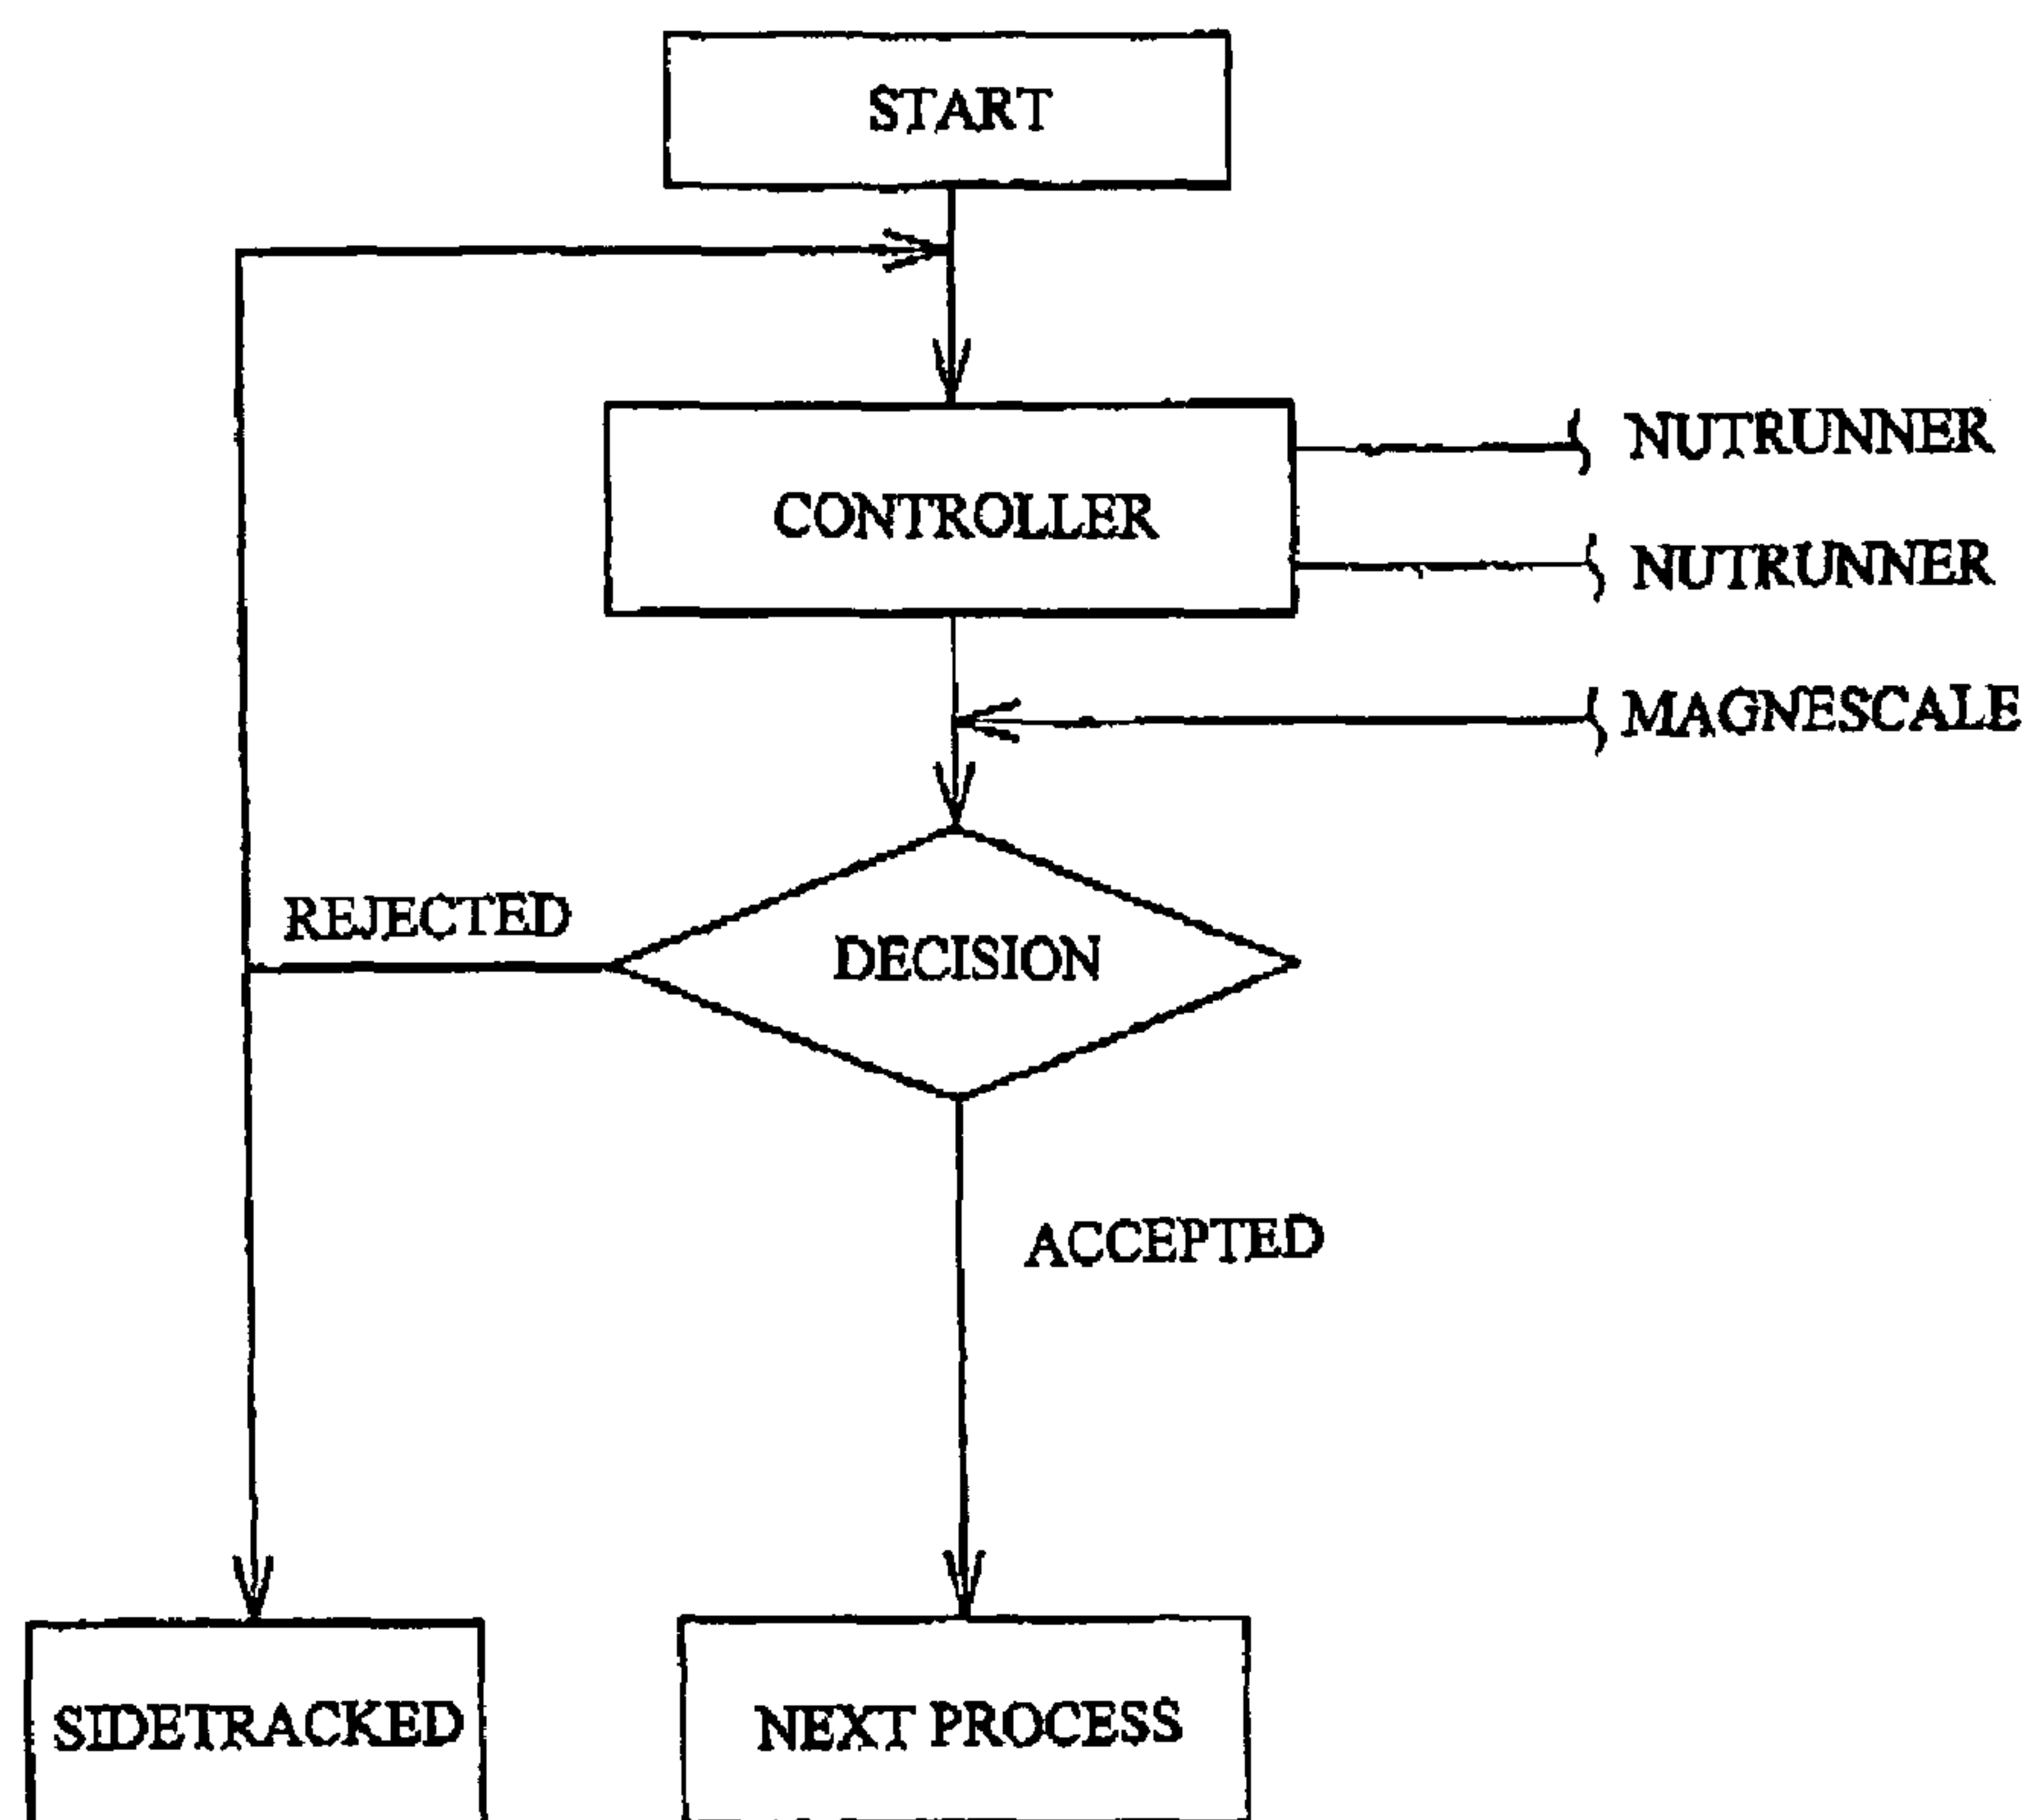 START
NUTRUNNER
CONTROLLER
NUTRUNNER
MAGNESCALE
REJECTED
DECISION
ACCEPTED
SIDETRACKED
NEXT PROCESS